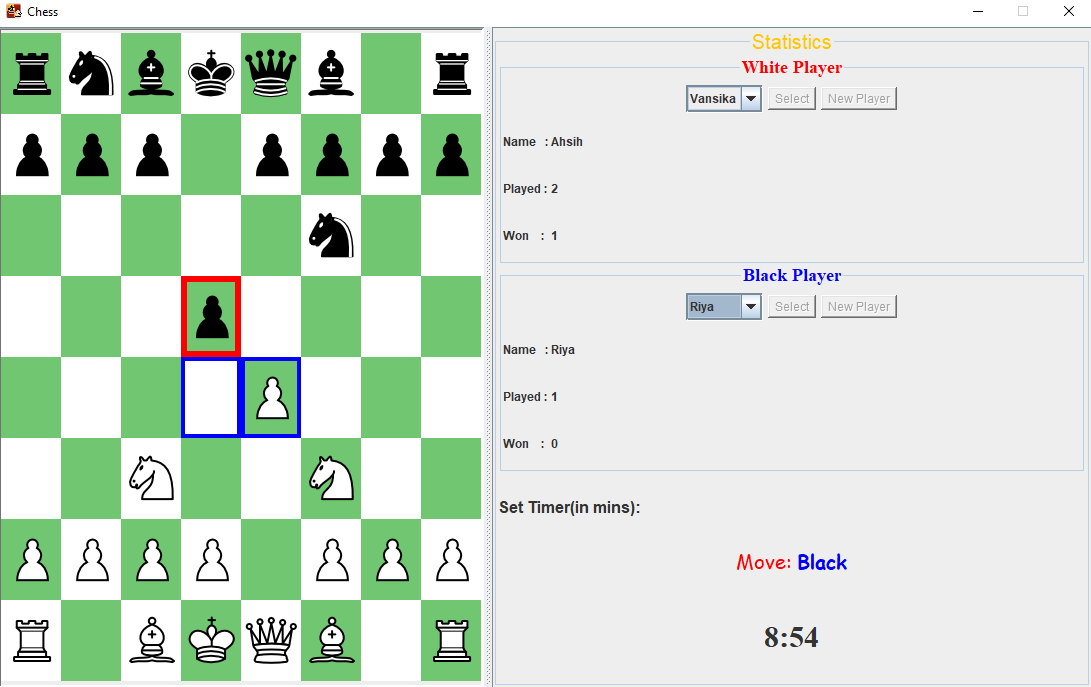 Chess
Statistics
White Player
Vansika Select New Player
Name : Ahsih
Played : 2
Won : 1
Black Player
Riya Select New Player
Name : Riya
Played : 1
Won : 0
Set Timer(in mins):
Move: Black
8:54